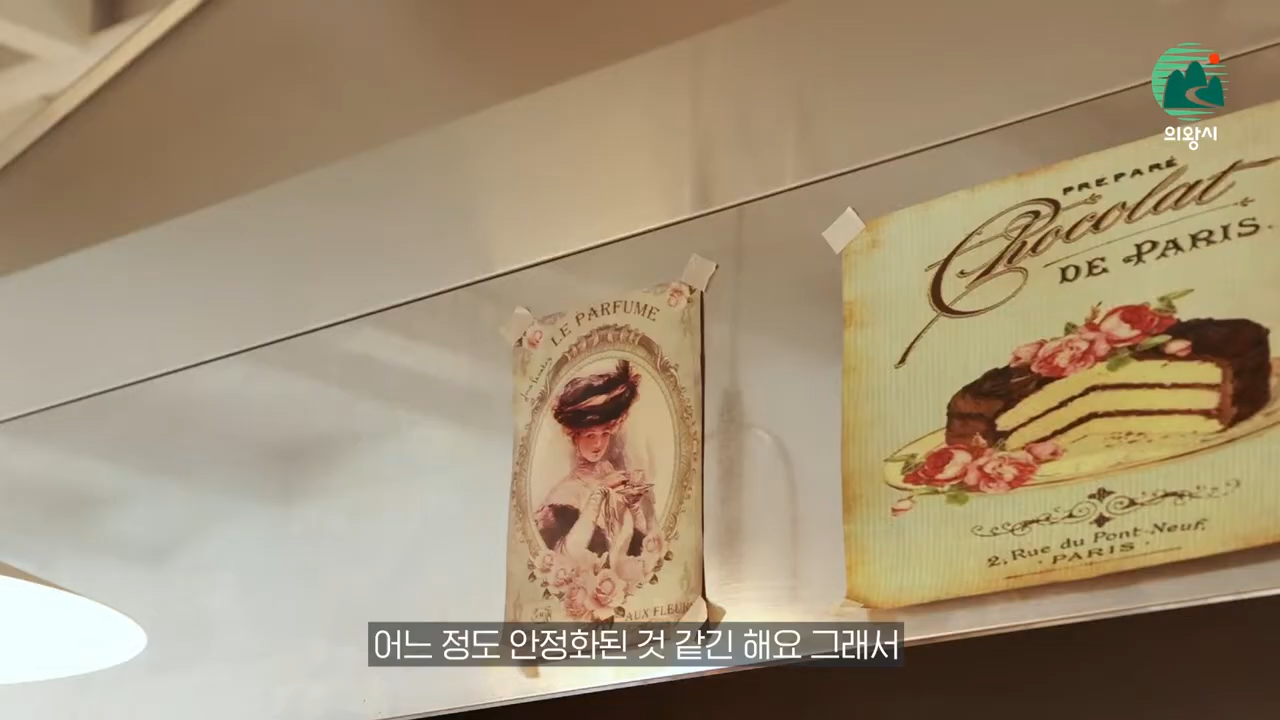 의왕시
PREPARÉ
Chocolat
DE PARIS
LE PARFUME
AUX FLEURS
2, Rue du Pont-Neuf,
PARIS
어느 정도 안정화된 것 같긴 해요 그래서